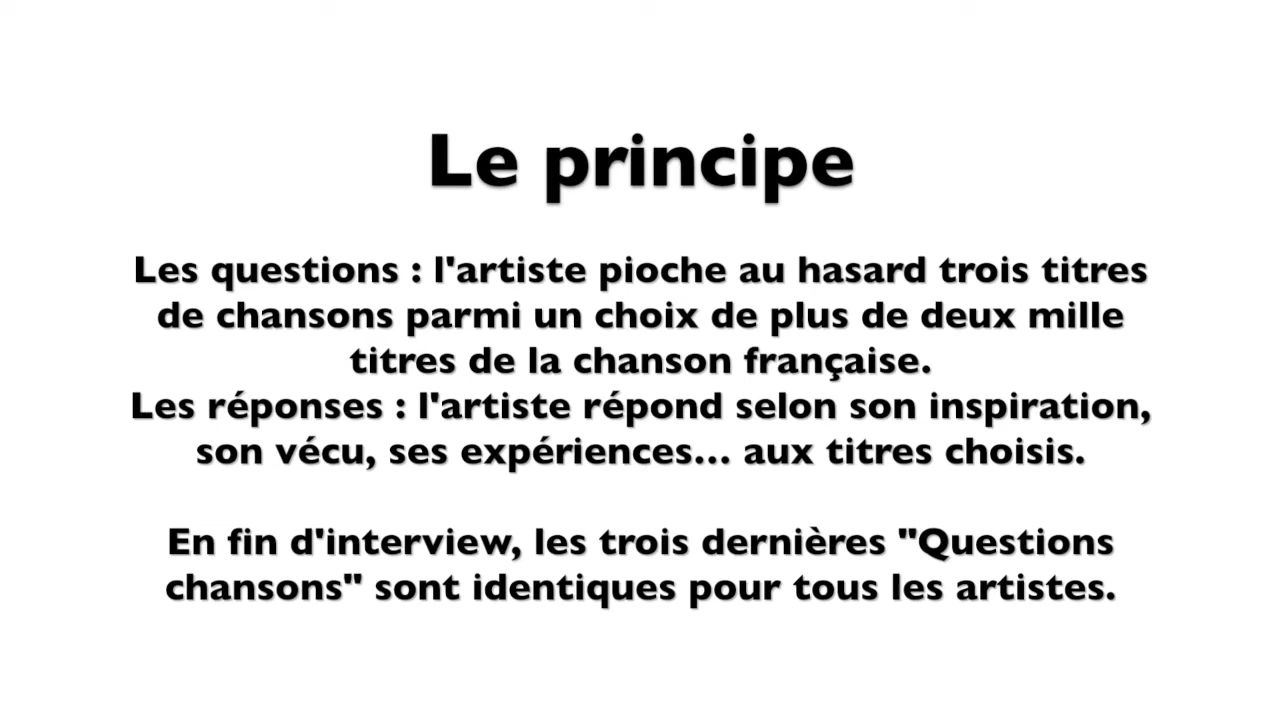 Le principe
Les questions : l'artiste pioche au hasard trois titres
de chansons parmi un choix de plus de deux mille
titres de la chanson française.
Les réponses : l'artiste répond selon son inspiration,
son vécu, ses expériences... aux titres choisis.
En fin d'interview, les trois dernières "Questions
chansons" sont identiques pour tous les artistes.